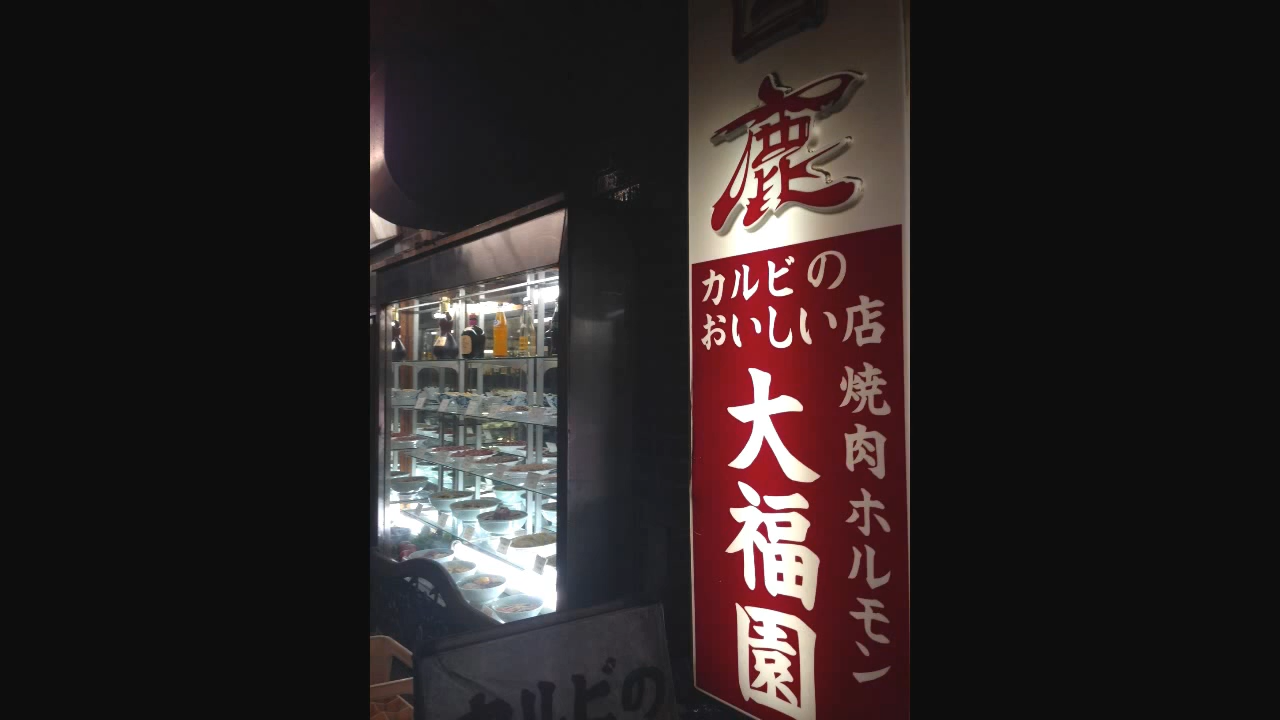 鹿
カルビの
おいしい店
焼肉ホルモン
大福園
カルビの